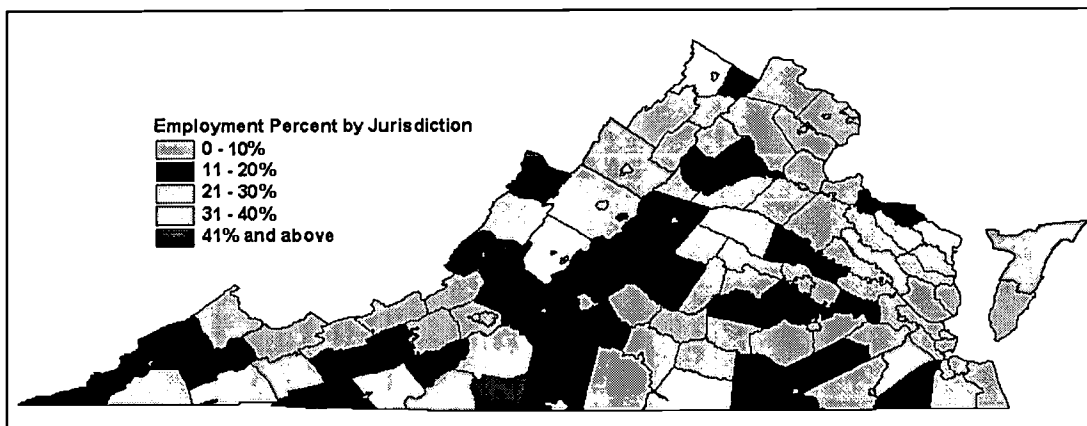 Employment Percent by Jurisdiction
0 - 10%
11 - 20%
21 - 30%
31 - 40%
41% and above